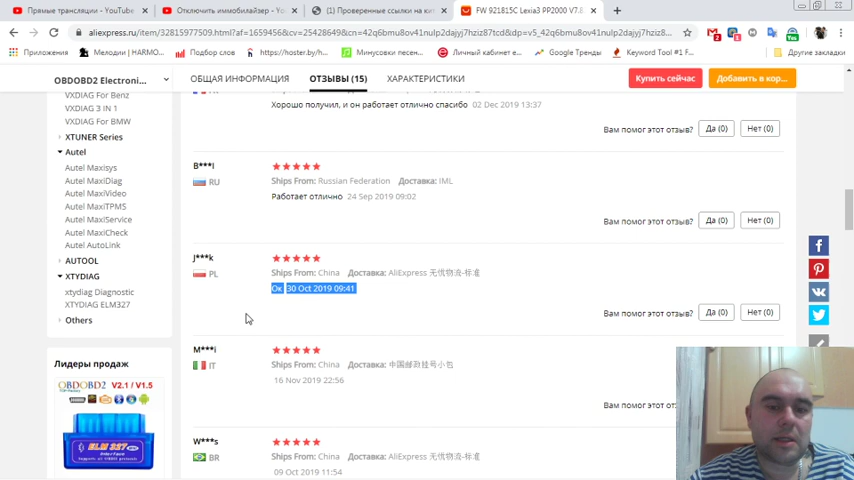 Прямые трансляции - YouTube
Отключить иммобилайзер - YouTube
(1) Проверенные ссылки на кит
FW 921815C Lexia3 PP2000 V7.8
aliexpress.ru/item/32815977509.html?af=1659456&cv=25428649&cn=42q6bmu8ov41nulp2dajyj7hziz87tcd&dp=v5_42q6bmu8ov41nulp2dajyj7hziz87tcd
Приложения
Мелодии | HARMO...
Подбор слов
https://hoster.by/h...
Минусовки песен...
Личный кабинет e...
Google Тренды
Keyword Tool #1 F...
Другие закладки
OBDOBD2 Electroni...
ОБЩАЯ ИНФОРМАЦИЯ
ОТЗЫВЫ (15)
ХАРАКТЕРИСТИКИ
Купить сейчас
Добавить в кор...
VXDIAG For Benz
VXDIAG 3 IN 1
VXDIAG For BMW
XTUNER Series
Autel
Autel Maxisys
Autel MaxiDiag
Autel MaxiVideo
Autel MaxiTPMS
Autel MaxiService
Autel MaxiCheck
Autel AutoLink
AUTOOL
XTYDIAG
xtydiag Diagnostic
XTYDIAG ELM327
Others
Лидеры продаж
OBDOBD2 V2.1 / V1.5
ELM 327
Хорошо получил, и он работает отлично спасибо 02 Dec 2019 13:37
Вам помог этот отзыв? Да (0) Нет (0)
B***l
RU
Ships From: Russian Federation Доставка: IML
Работает отлично 24 Sep 2019 09:02
Вам помог этот отзыв? Да (0) Нет (0)
J***k
PL
Ships From: China Доставка: AliExpress 无忧物流-标准
Ок 30 Oct 2019 09:41
Вам помог этот отзыв? Да (0) Нет (0)
M***i
IT
Ships From: China Доставка: 中国邮政挂号小包
16 Nov 2019 22:56
Вам помог этот от
W***s
BR
Ships From: China Доставка: AliExpress 无忧物流-标准
09 Oct 2019 11:54